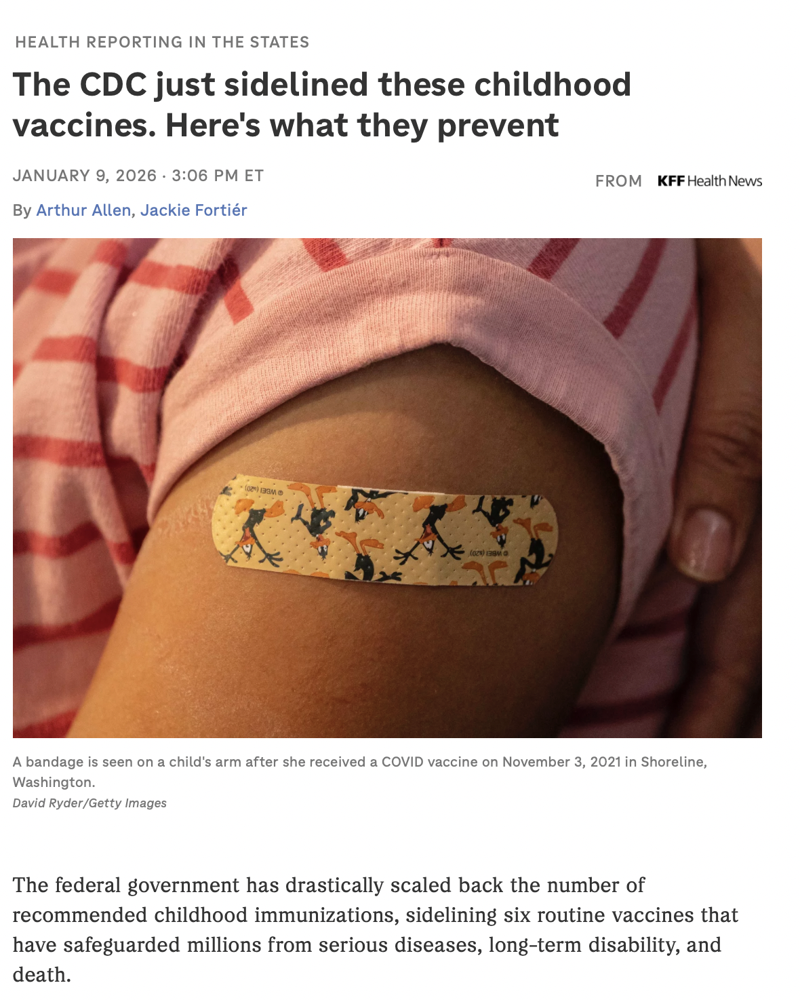 HEALTH REPORTING IN THE STATES
The CDC just sidelined these childhood
vaccines. Here's what they prevent
JANUARY 9, 2026 · 3:06 PM ET
FROM KFF Health News
By Arthur Allen, Jackie Fortiér
© WBEI (s20)
© WBEI (s20)
A bandage is seen on a child's arm after she received a COVID vaccine on November 3, 2021 in Shoreline,
Washington.
David Ryder/Getty Images
The federal government has drastically scaled back the number of
recommended childhood immunizations, sidelining six routine vaccines that
have safeguarded millions from serious diseases, long-term disability, and
death.